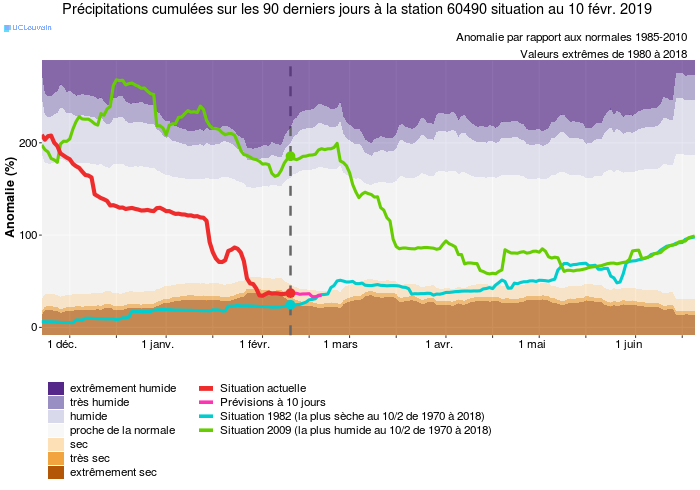 Précipitations cumulées sur les 90 derniers jours à la station 60490 situation au 10 févr. 2019
UCLouvain
Anomalie par rapport aux normales 1985-2010
Valeurs extrêmes de 1980 à 2018
Anomalie (%)
200
100
0
1 déc.
1 janv.
1 févr.
1 mars
1 avr.
1 mai
1 juin
extrêmement humide
très humide
humide
proche de la normale
sec
très sec
extrêmement sec
Situation actuelle
Prévisions à 10 jours
Situation 1982 (la plus sèche au 10/2 de 1970 à 2018)
Situation 2009 (la plus humide au 10/2 de 1970 à 2018)